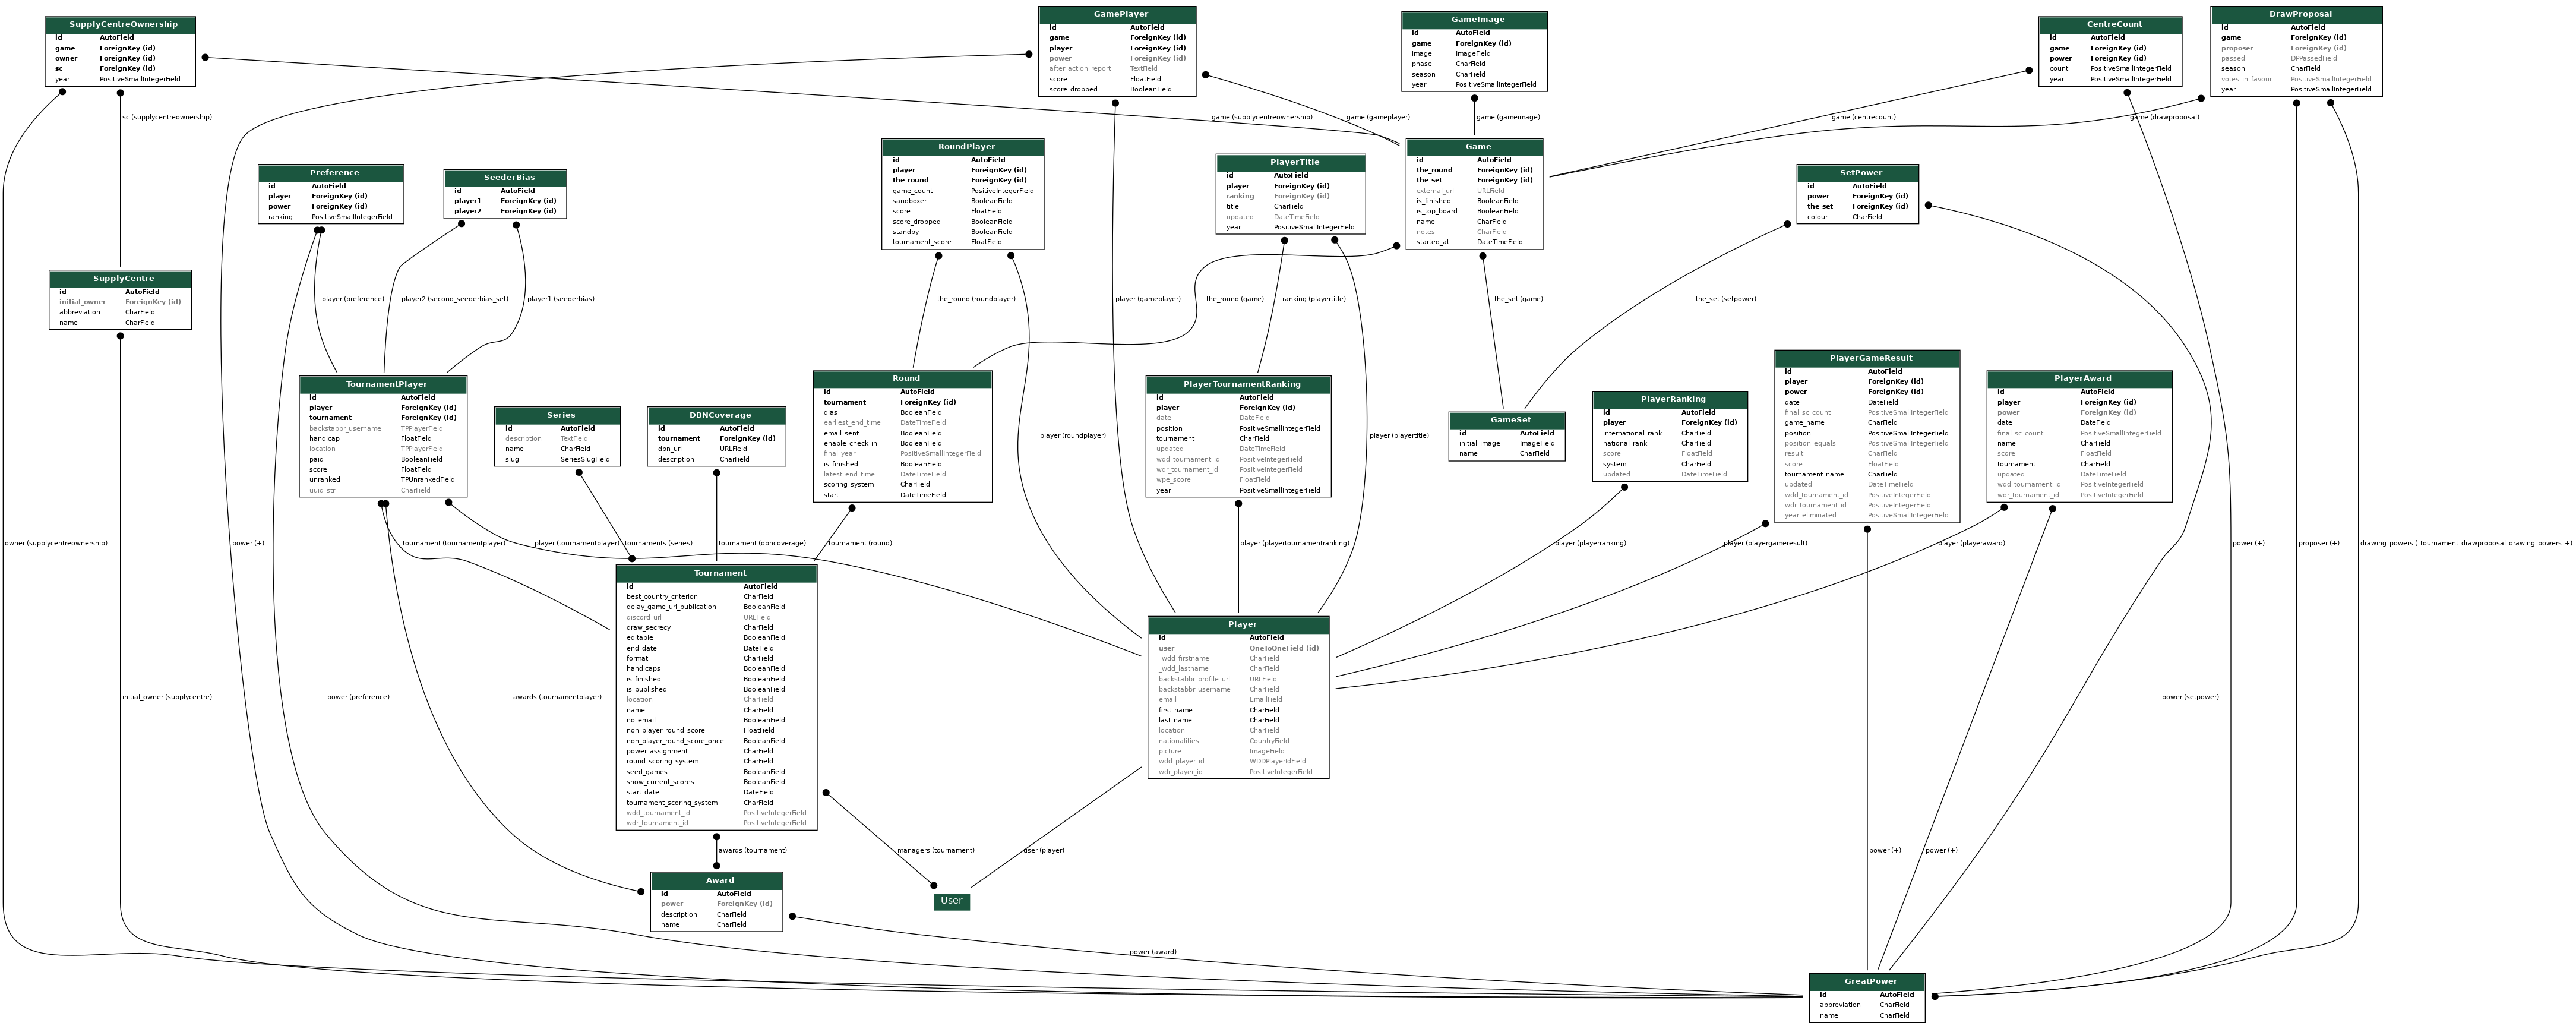 SupplyCentreOwnership
id AutoField
game ForeignKey (id)
owner ForeignKey (id)
sc ForeignKey (id)
year PositiveSmallIntegerField
GamePlayer
id AutoField
game ForeignKey (id)
player ForeignKey (id)
power ForeignKey (id)
after_action_report TextField
score FloatField
score_dropped BooleanField
GameImage
id AutoField
game ForeignKey (id)
image ImageField
phase CharField
season CharField
year PositiveSmallIntegerField
CentreCount
id AutoField
game ForeignKey (id)
power ForeignKey (id)
count PositiveSmallIntegerField
year PositiveSmallIntegerField
DrawProposal
id AutoField
game ForeignKey (id)
proposer ForeignKey (id)
passed DPPassedField
season CharField
votes_in_favour PositiveSmallIntegerField
year PositiveSmallIntegerField
sc (supplycentreownership)
game (supplycentreownership)
game (gameplayer)
game (gameimage)
game (centrecount)
game (drawproposal)
Preference
id AutoField
player ForeignKey (id)
power ForeignKey (id)
ranking PositiveSmallIntegerField
SeederBias
id AutoField
player1 ForeignKey (id)
player2 ForeignKey (id)
RoundPlayer
id AutoField
player ForeignKey (id)
the_round ForeignKey (id)
game_count PositiveIntegerField
sandboxer BooleanField
score FloatField
score_dropped BooleanField
standby BooleanField
tournament_score FloatField
PlayerTitle
id AutoField
player ForeignKey (id)
ranking ForeignKey (id)
title CharField
updated DateTimeField
year PositiveSmallIntegerField
Game
id AutoField
the_round ForeignKey (id)
the_set ForeignKey (id)
external_url URLField
is_finished BooleanField
is_top_board BooleanField
name CharField
notes CharField
started_at DateTimeField
SetPower
id AutoField
power ForeignKey (id)
the_set ForeignKey (id)
colour CharField
SupplyCentre
id AutoField
initial_owner ForeignKey (id)
abbreviation CharField
name CharField
player (preference)
player2 (second_seederbias_set)
player1 (seederbias)
the_round (roundplayer)
player (gameplayer)
the_round (game)
ranking (playertitle)
the_set (game)
the_set (setpower)
TournamentPlayer
id AutoField
player ForeignKey (id)
tournament ForeignKey (id)
backstabbr_username TPPlayerField
handicap FloatField
location TPPlayerField
paid BooleanField
score FloatField
unranked TPUnrankedField
uuid_str CharField
Series
id AutoField
description TextField
name CharField
slug SeriesSlugField
DBNCoverage
id AutoField
tournament ForeignKey (id)
dbn_url URLField
description CharField
Round
id AutoField
tournament ForeignKey (id)
dias BooleanField
earliest_end_time DateTimeField
email_sent BooleanField
enable_check_in BooleanField
final_year PositiveSmallIntegerField
is_finished BooleanField
latest_end_time DateTimeField
scoring_system CharField
start DateTimeField
player (roundplayer)
PlayerTournamentRanking
id AutoField
player ForeignKey (id)
date DateField
position PositiveSmallIntegerField
tournament CharField
updated DateTimeField
wdd_tournament_id PositiveIntegerField
wdr_tournament_id PositiveIntegerField
wpe_score FloatField
year PositiveSmallIntegerField
player (playertitle)
GameSet
id AutoField
initial_image ImageField
name CharField
PlayerRanking
id AutoField
player ForeignKey (id)
international_rank CharField
national_rank CharField
score FloatField
system CharField
updated DateTimeField
PlayerGameResult
id AutoField
player ForeignKey (id)
power ForeignKey (id)
date DateField
final_sc_count PositiveSmallIntegerField
game_name CharField
position PositiveSmallIntegerField
position_equals PositiveSmallIntegerField
result CharField
score FloatField
tournament_name CharField
updated DateTimeField
wdd_tournament_id PositiveIntegerField
wdr_tournament_id PositiveIntegerField
year_eliminated PositiveSmallIntegerField
PlayerAward
id AutoField
player ForeignKey (id)
power ForeignKey (id)
date DateField
final_sc_count PositiveSmallIntegerField
name CharField
score FloatField
tournament CharField
updated DateTimeField
wdd_tournament_id PositiveIntegerField
wdr_tournament_id PositiveIntegerField
owner (supplycentreownership)
power (+)
tournament (tournamentplayer)
player (tournamentplayer)
tournaments (series)
tournament (dbncoverage)
tournament (round)
player (playertournamentranking)
player (playerranking)
player (playergameresult)
player (playeraward)
power (+)
proposer (+)
drawing_powers (_tournament_drawproposal_drawing_powers_+)
Tournament
id AutoField
best_country_criterion CharField
delay_game_url_publication BooleanField
discord_url URLField
draw_secrecy CharField
editable BooleanField
end_date DateField
format CharField
handicaps BooleanField
is_finished BooleanField
is_published BooleanField
location CharField
name CharField
no_email BooleanField
non_player_round_score FloatField
non_player_round_score_once BooleanField
power_assignment CharField
round_scoring_system CharField
seed_games BooleanField
show_current_scores BooleanField
start_date DateField
tournament_scoring_system CharField
wdd_tournament_id PositiveIntegerField
wdr_tournament_id PositiveIntegerField
Player
id AutoField
user OneToOneField (id)
_wdd_firstname CharField
_wdd_lastname CharField
backstabbr_profile_url URLField
backstabbr_username CharField
email EmailField
first_name CharField
last_name CharField
location CharField
nationalities CountryField
picture ImageField
wdd_player_id WDDPlayerIdField
wdr_player_id PositiveIntegerField
initial_owner (supplycentre)
power (preference)
awards (tournamentplayer)
power (setpower)
awards (tournament)
managers (tournament)
user (player)
power (+)
power (+)
Award
id AutoField
power ForeignKey (id)
description CharField
name CharField
User
power (award)
GreatPower
id AutoField
abbreviation CharField
name CharField